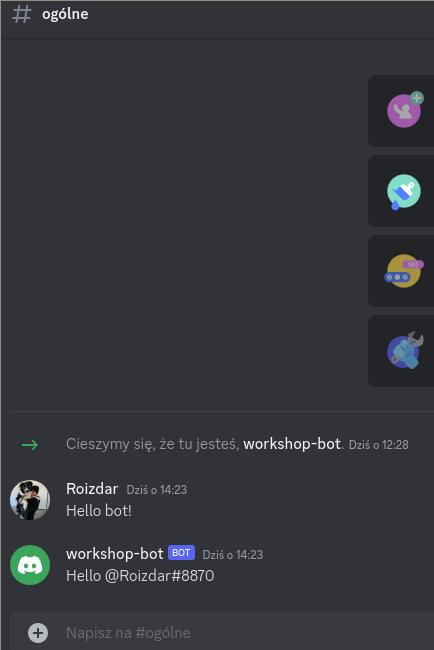 # ogólne
HI!
Cieszymy się, że tu jesteś, workshop-bot. Dziś o 12:28
Roizdar Dziś o 14:23
Hello bot!
workshop-bot BOT Dziś o 14:23
Hello @Roizdar#8870
Napisz na #ogólne